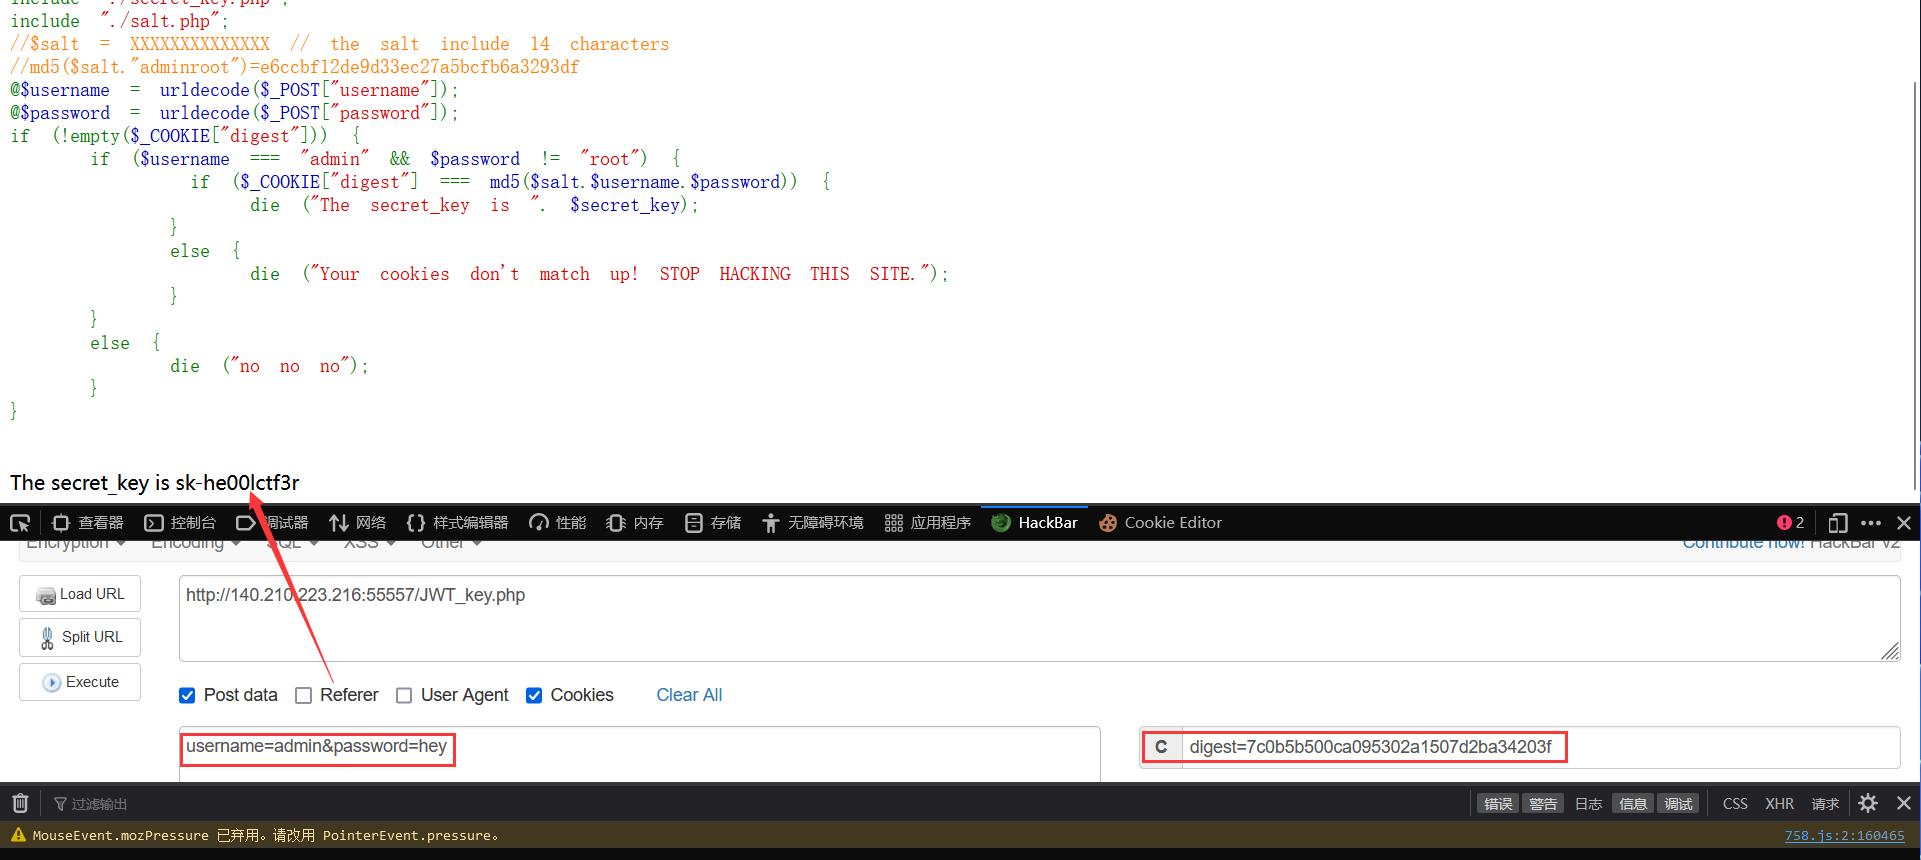 include "./secret_key.php";
include "./salt.php";
//$salt = XXXXXXXXXXXXXX // the salt include 14 characters
//md5($salt."adminroot")=e6ccbf12de9d33ec27a5bcfb6a3293df
@$username = urldecode($_POST["username"]);
@$password = urldecode($_POST["password"]);
if (!empty($_COOKIE["digest"])) {
if ($username === "admin" && $password != "root") {
if ($_COOKIE["digest"] === md5($salt.$username.$password)) {
die ("The secret_key is ". $secret_key);
}
else {
die ("Your cookies don't match up! STOP HACKING THIS SITE.");
}
}
else {
die ("no no no");
}
}
The secret_key is sk-he00lctf3r
查看器 控制台 调试器 网络 样式编辑器 性能 内存 存储 无障碍环境 应用程序 HackBar Cookie Editor 2
Encryption Encoding SQL XSS Other Contribute now! HackBar V2
Load URL http://140.210.223.216:55557/JWT_key.php
Split URL
Execute
Post data Referer User Agent Cookies Clear All
username=admin&password=hey C digest=7c0b5b500ca095302a1507d2ba34203f
过滤输出 错误 警告 日志 信息 调试 CSS XHR 请求
MouseEvent.mozPressure 已弃用。请改用 PointerEvent.pressure。 758.js:2:160465